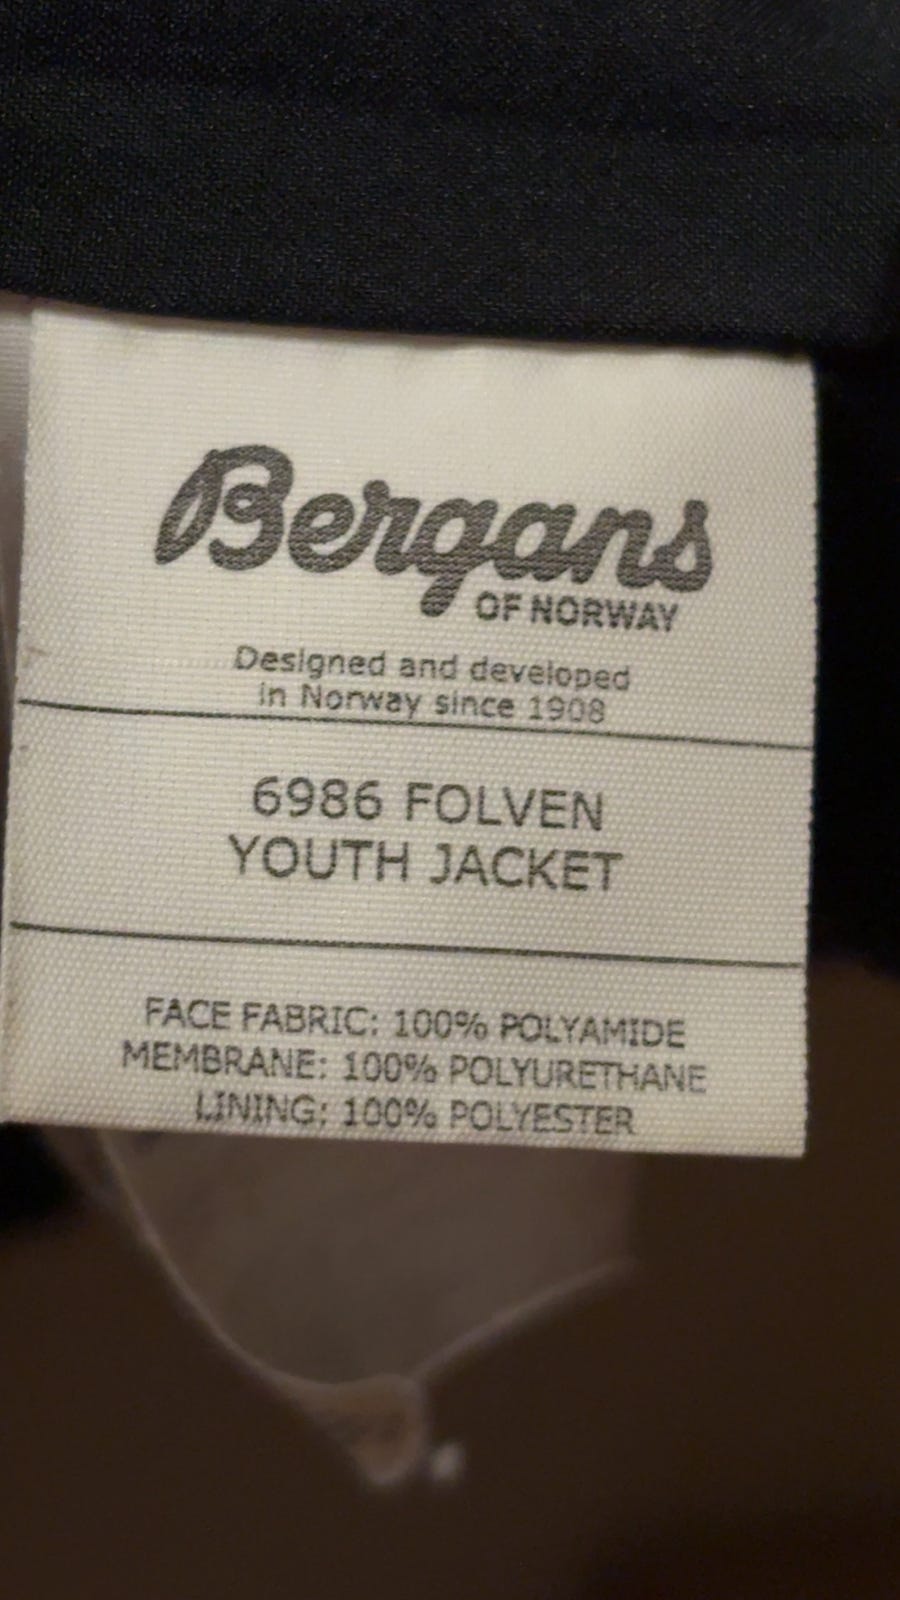 Bergans
OF NORWAY
Designed and developed
in Norway since 1908
6986 FOLVEN
YOUTH JACKET
FACE FABRIC: 100% POLYAMIDE
MEMBRANE: 100% POLYURETHANE
LINING: 100% POLYESTER